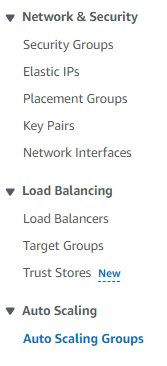 Network & Security
Security Groups
Elastic IPs
Placement Groups
Key Pairs
Network Interfaces
Load Balancing
Load Balancers
Target Groups
Trust Stores New
Auto Scaling
Auto Scaling Groups